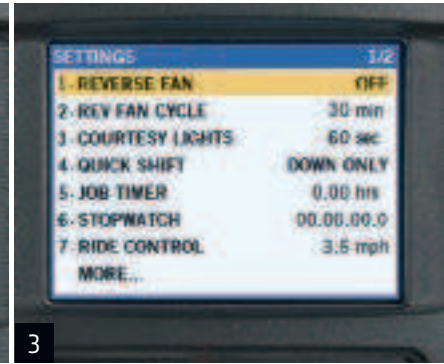 SETTINGS 1/2
1-REVERSE FAN OFF
2-REV FAN CYCLE 30 min
3-COURTESY LIGHTS 60 sec
4-QUICK SHIFT DOWN ONLY
5-JOB TIMER 0.00 hrs
6-STOPWATCH 00.00.00.0
7-RIDE CONTROL 3.5 mph
MORE...
3